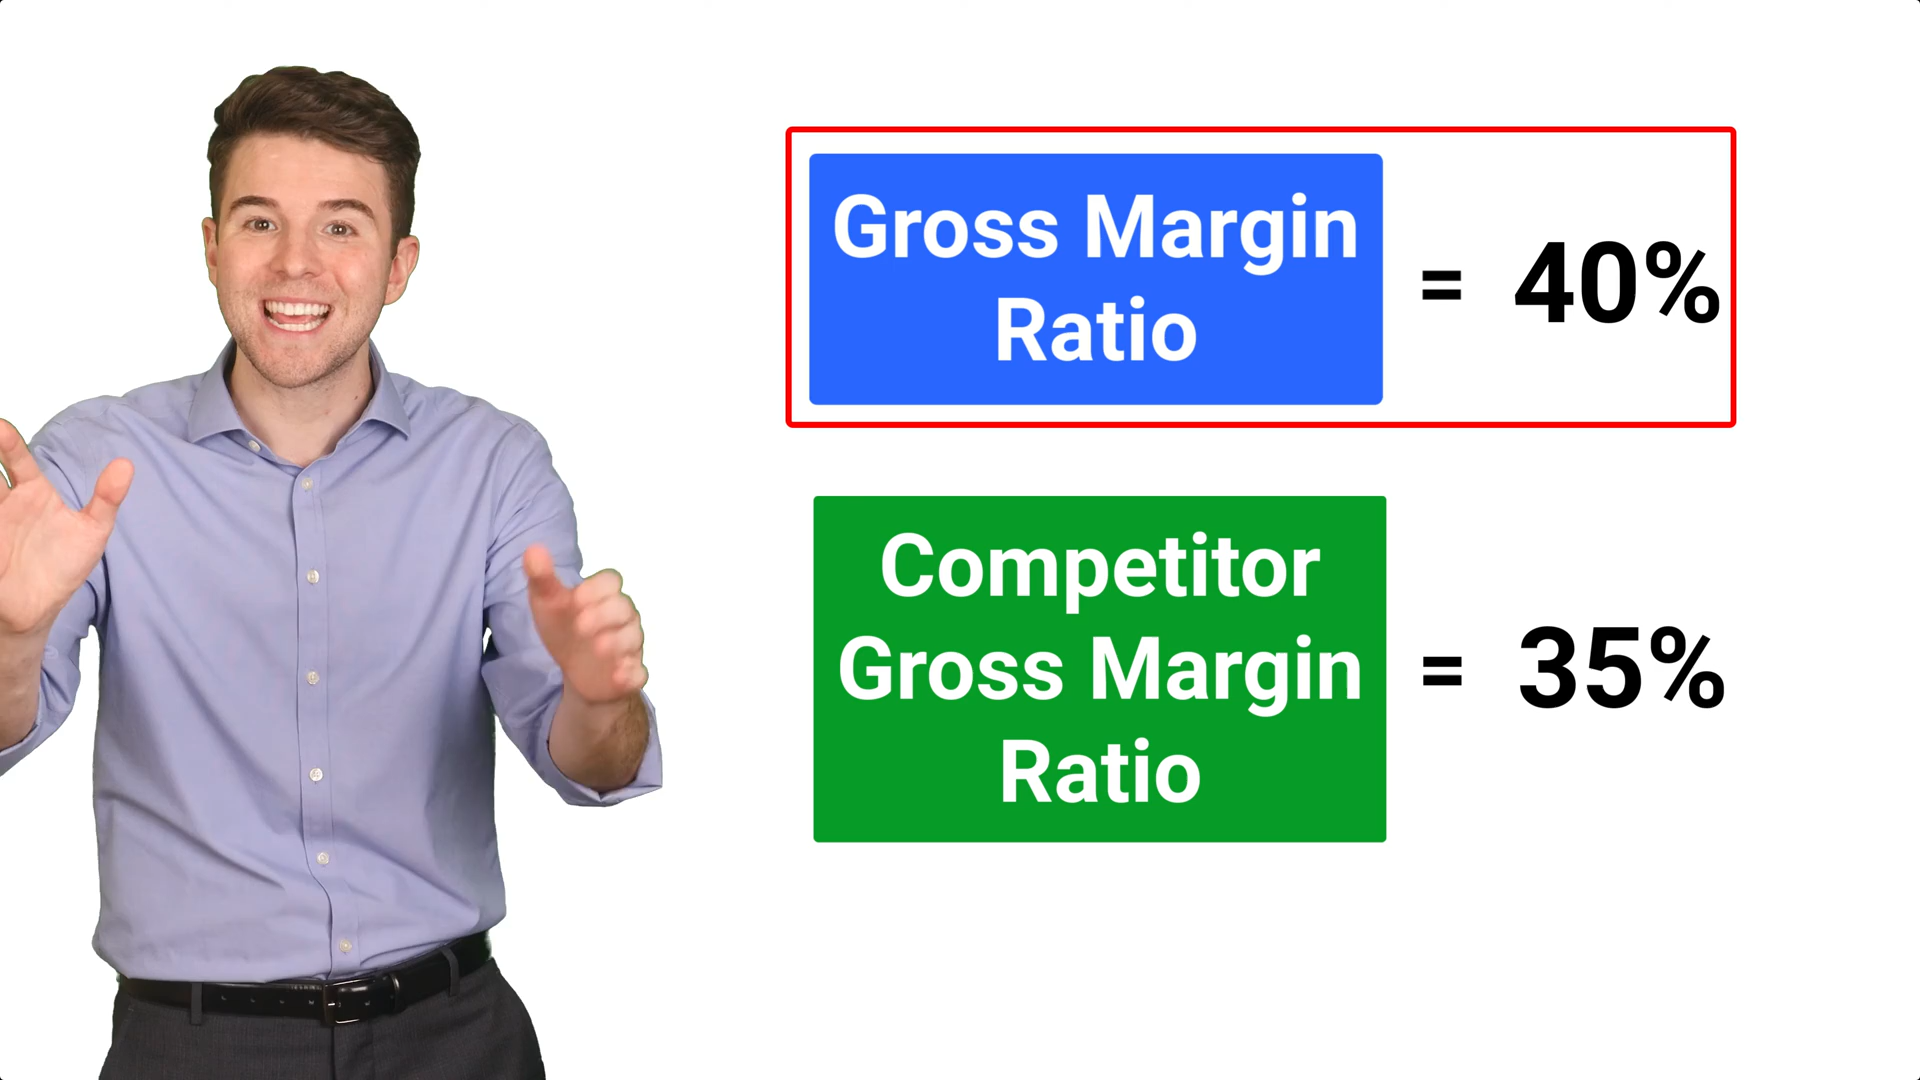 Gross Margin
Ratio
= 40%
Competitor
Gross Margin
Ratio
= 35%